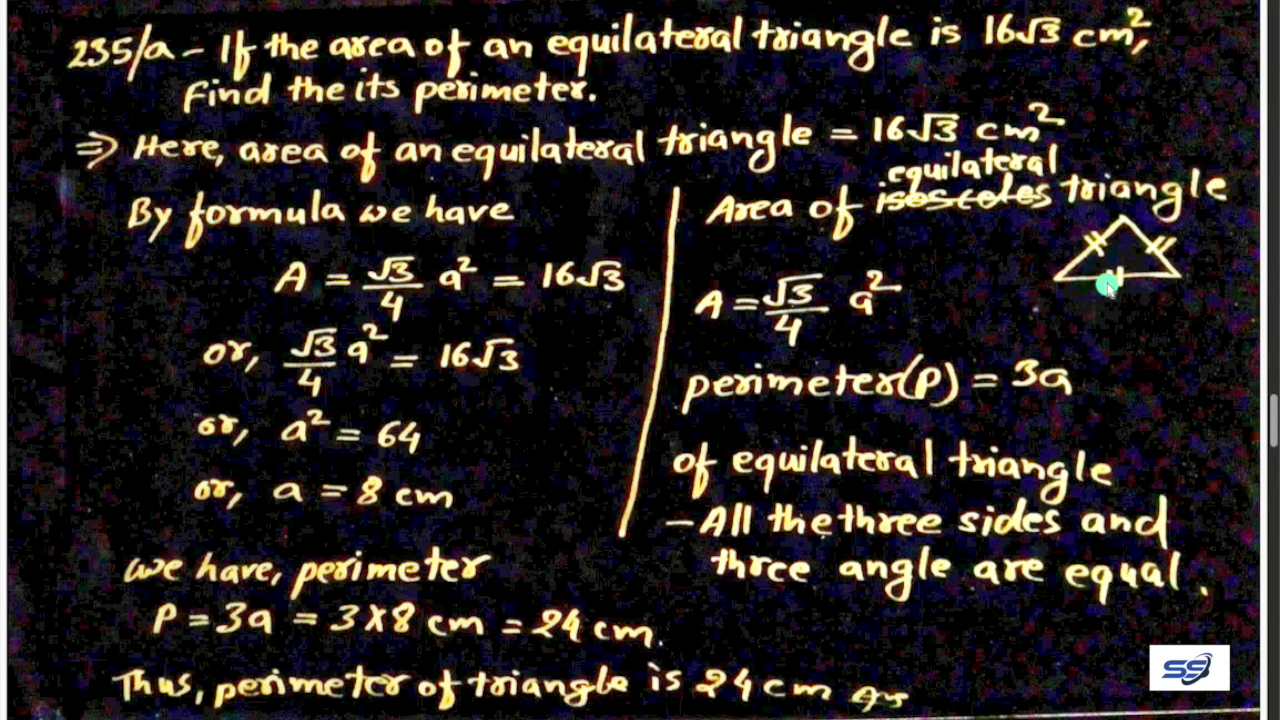 235/a - If the area of an equilateral triangle is 16√3 cm²,
find the its perimeter.
⇒ Here, area of an equilateral triangle = 16√3 cm²
By formula we have
A = √3/4 a² = 16√3
or, √3/4 a² = 16√3
or, a² = 64
or, a = 8 cm
we have, perimeter
P = 3a = 3×8 cm = 24 cm.
Thus, perimeter of triangle is 24 cm Ans
equilateral
Area of isosceles triangle
A = √3/4 a²
perimeter(P) = 3a
of equilateral triangle
- All the three sides and
three angle are equal.
S9